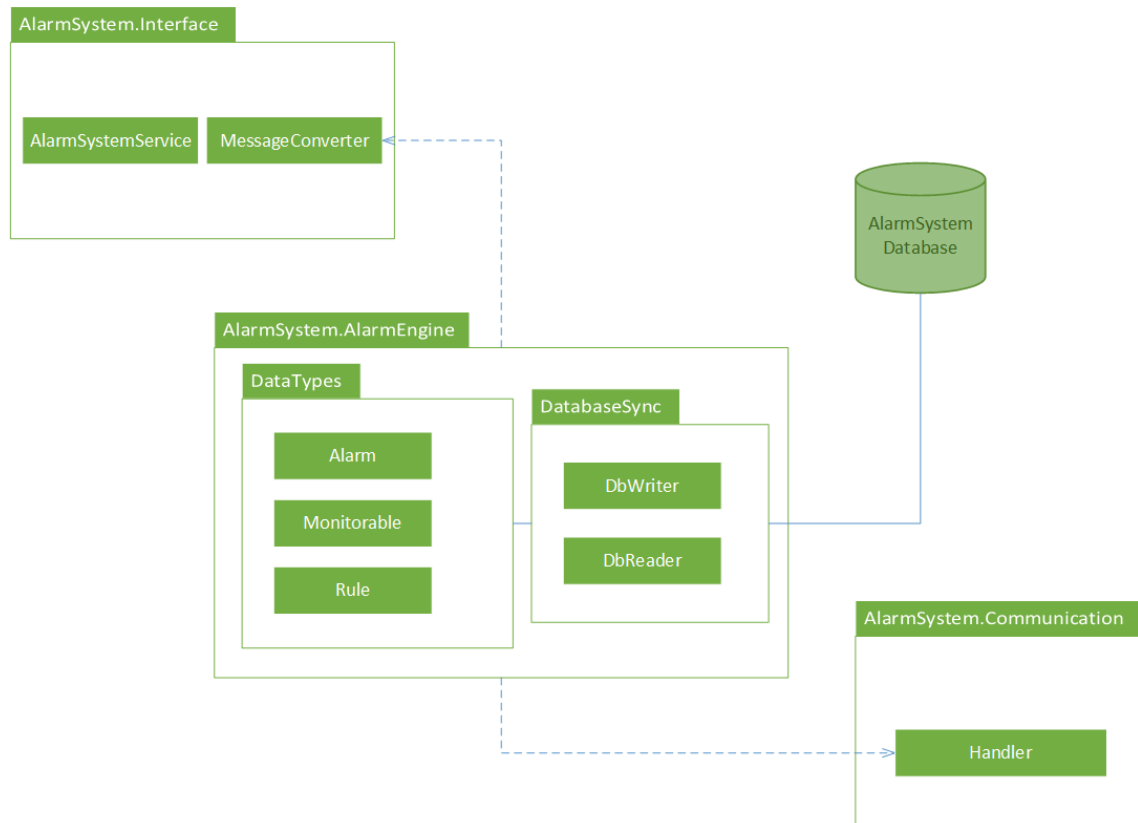 AlarmSystem.Interface
AlarmSystemService
MessageConverter
AlarmSystem
Database
AlarmSystem.AlarmEngine
DataTypes
Alarm
Monitorable
Rule
DatabaseSync
DbWriter
DbReader
AlarmSystem.Communication
Handler